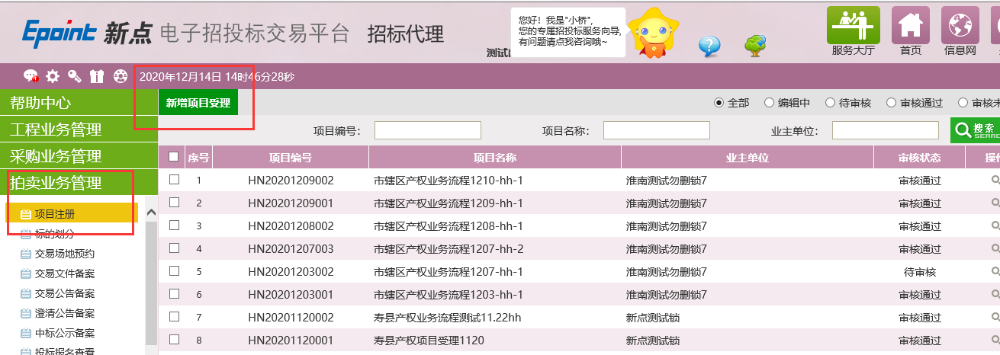 Epoint 新点 电子招投标交易平台 招标代理
您好！我是"小桥"，
您的专属招投标服务向导，
有问题请点我咨询哦~
测试
服务大厅 首页 信息网
2020年12月14日 14时46分28秒
帮助中心
工程业务管理
采购业务管理
拍卖业务管理
项目注册
标的划分
交易场地预约
交易文件备案
交易公告备案
澄清公告备案
中标公示备案
投标报名查看
新增项目受理
全部 编辑中 待审核 审核通过 审核未
项目编号： 项目名称： 业主单位： 搜索 SEARC
序号 项目编号 项目名称 业主单位 审核状态 操作
1 HN20201209002 市辖区产权业务流程1210-hh-1 淮南测试勿删锁7 审核通过
2 HN20201209001 市辖区产权业务流程1209-hh-1 淮南测试勿删锁7 审核通过
3 HN20201208002 市辖区产权业务流程1208-hh-1 淮南测试勿删锁7 审核通过
4 HN20201207003 市辖区产权业务流程1207-hh-2 淮南测试勿删锁7 审核通过
5 HN20201203002 市辖区产权业务流程1207-hh-1 淮南测试勿删锁7 待审核
6 HN20201203001 市辖区产权业务流程1203-hh-1 淮南测试勿删锁7 审核通过
7 HN20201120002 寿县产权业务流程测试11.22hh 新点测试锁 审核通过
8 HN20201120001 寿县产权项目受理1120 新点测试锁 审核通过